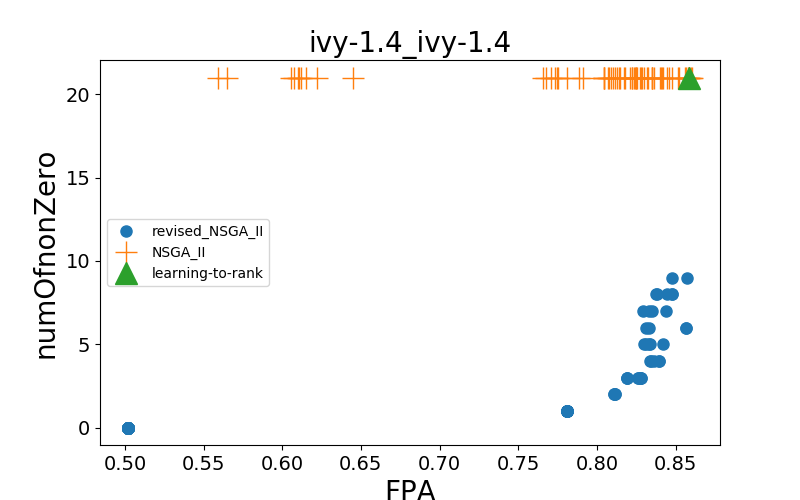 ivy-1.4_ivy-1.4
numOfnonZero
20
15
10
5
0
revised_NSGA_II
NSGA_II
learning-to-rank
0.50 0.55 0.60 0.65 0.70 0.75 0.80 0.85
FPA